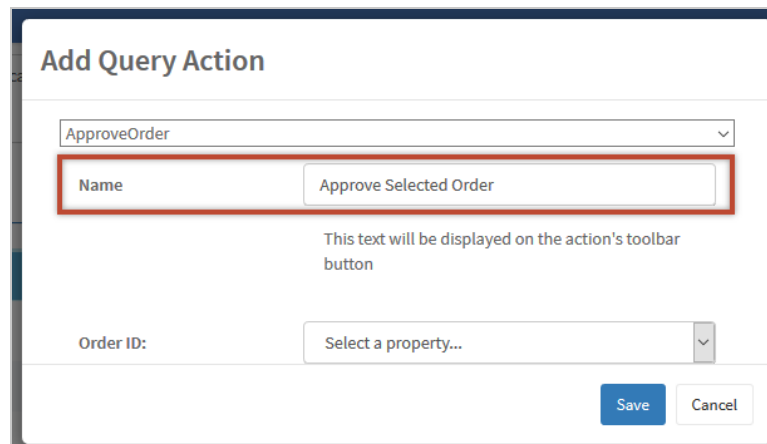 Add Query Action
ApproveOrder
Name
Approve Selected Order
This text will be displayed on the action's toolbar
button
Order ID:
Select a property...
Save
Cancel